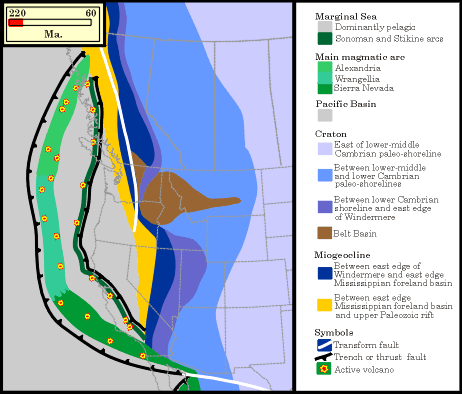 220 60
Ma.
Marginal Sea
Dominantly pelagic
Sonoman and Stikine arcs
Main magmatic arc
Alexandria
Wrangellia
Sierra Nevada
Pacific Basin
Craton
East of lower-middle
Cambrian paleo-shoreline
Between lower-middle
and lower Cambrian
paleo-shorelines
Between lower Cambrian
shoreline and east edge
of Windermere
Belt Basin
Miogeocline
Between east edge of
Windermere and east edge
Mississippian foreland basin
Between east edge
Mississippian foreland basin
and upper Paleozoic rift
Symbols
Transform fault
Trench or thrust fault
Active volcano